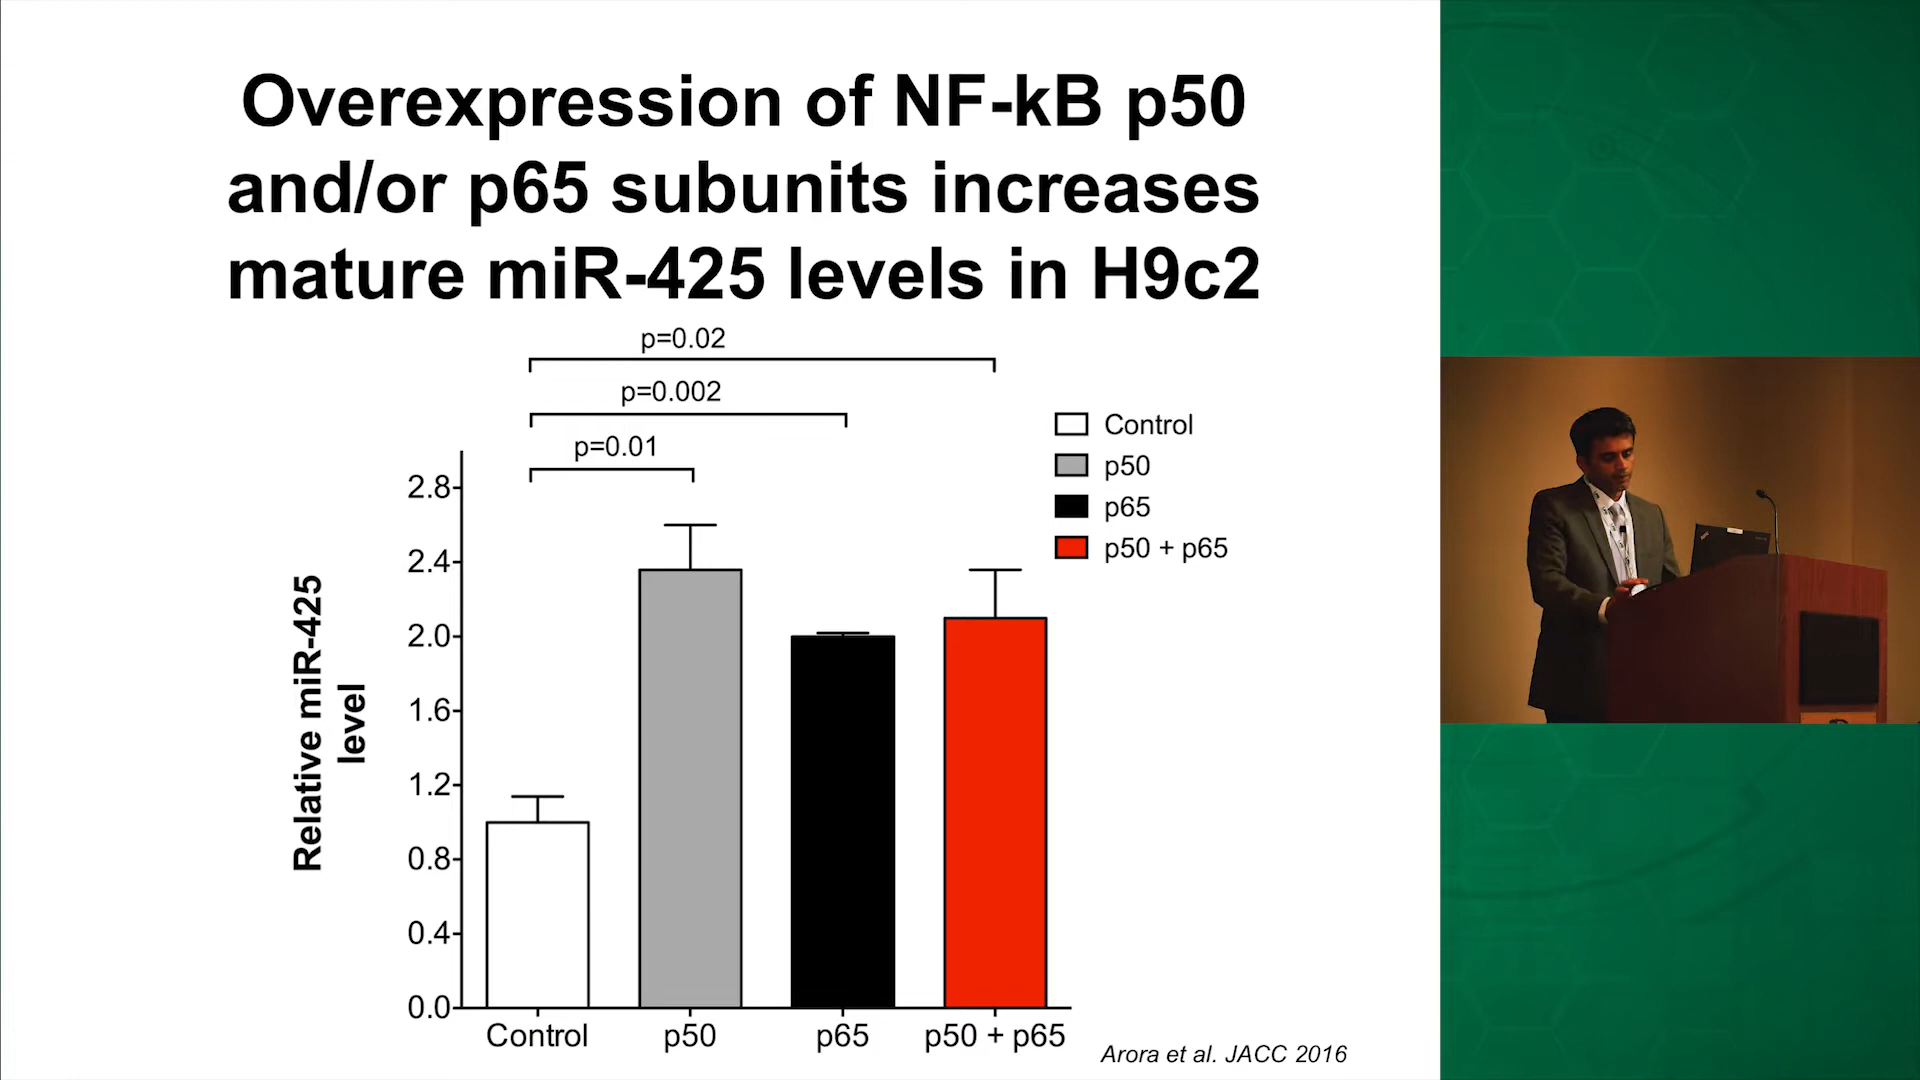 Overexpression of NF-kB p50
and/or p65 subunits increases
mature miR-425 levels in H9c2
p=0.02
p=0.002
p=0.01
Control
p50
p65
p50 + p65
Relative miR-425
level
2.8
2.4
2.0
1.6
1.2
0.8
0.4
0.0
Control p50 p65 p50 + p65
Arora et al. JACC 2016